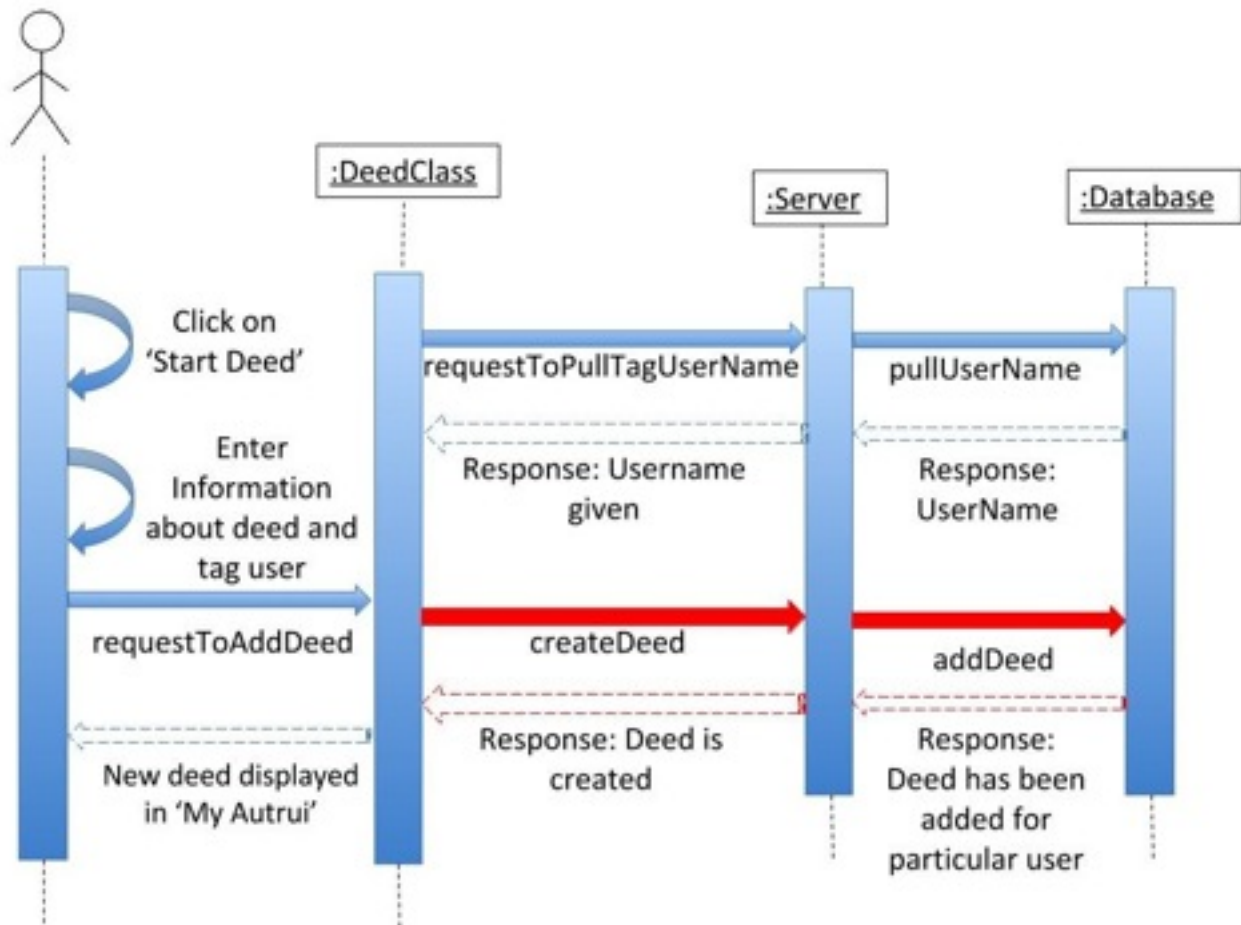 :DeedClass
:Server
:Database
Click on
‘Start Deed’
requestToPullTagUserName
pullUserName
Enter
Information
about deed and
tag user
Response: Username
given
Response:
UserName
requestToAddDeed
createDeed
addDeed
New deed displayed
in ‘My Autrui’
Response: Deed is
created
Response:
Deed has been
added for
particular user